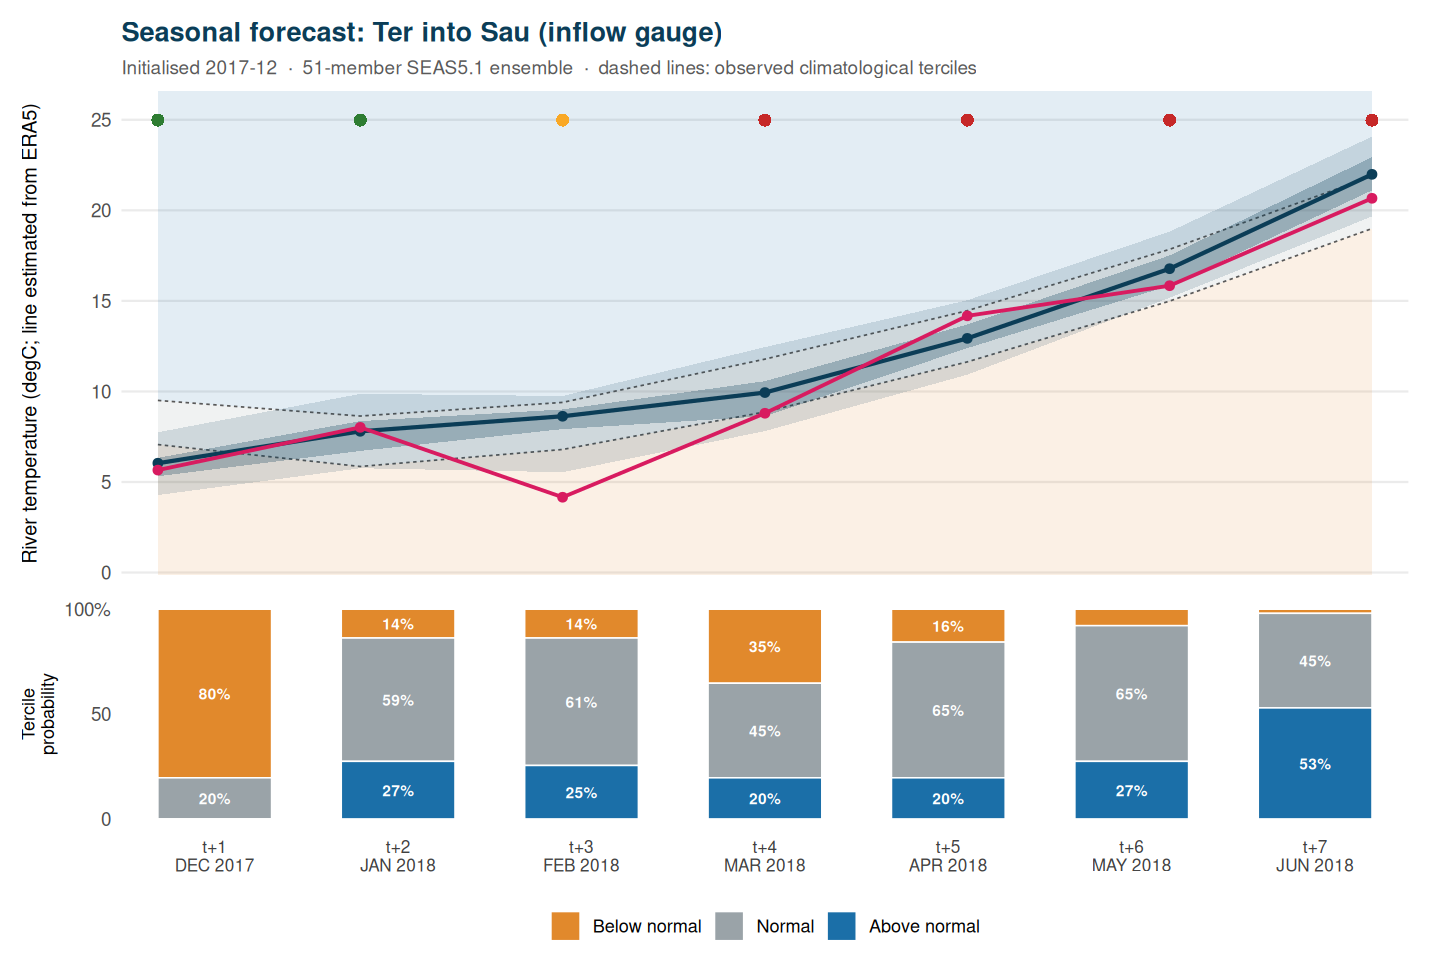 Seasonal forecast: Ter into Sau (inflow gauge)
Initialised 2017-12 · 51-member SEAS5.1 ensemble · dashed lines: observed climatological terciles
River temperature (degC; line estimated from ERA5)
25
20
15
10
5
0
Tercile
probability
100%
50
0
80%
20%
14%
59%
27%
14%
61%
25%
35%
45%
20%
16%
65%
20%
65%
27%
45%
53%
t+1
DEC 2017
t+2
JAN 2018
t+3
FEB 2018
t+4
MAR 2018
t+5
APR 2018
t+6
MAY 2018
t+7
JUN 2018
Below normal
Normal
Above normal